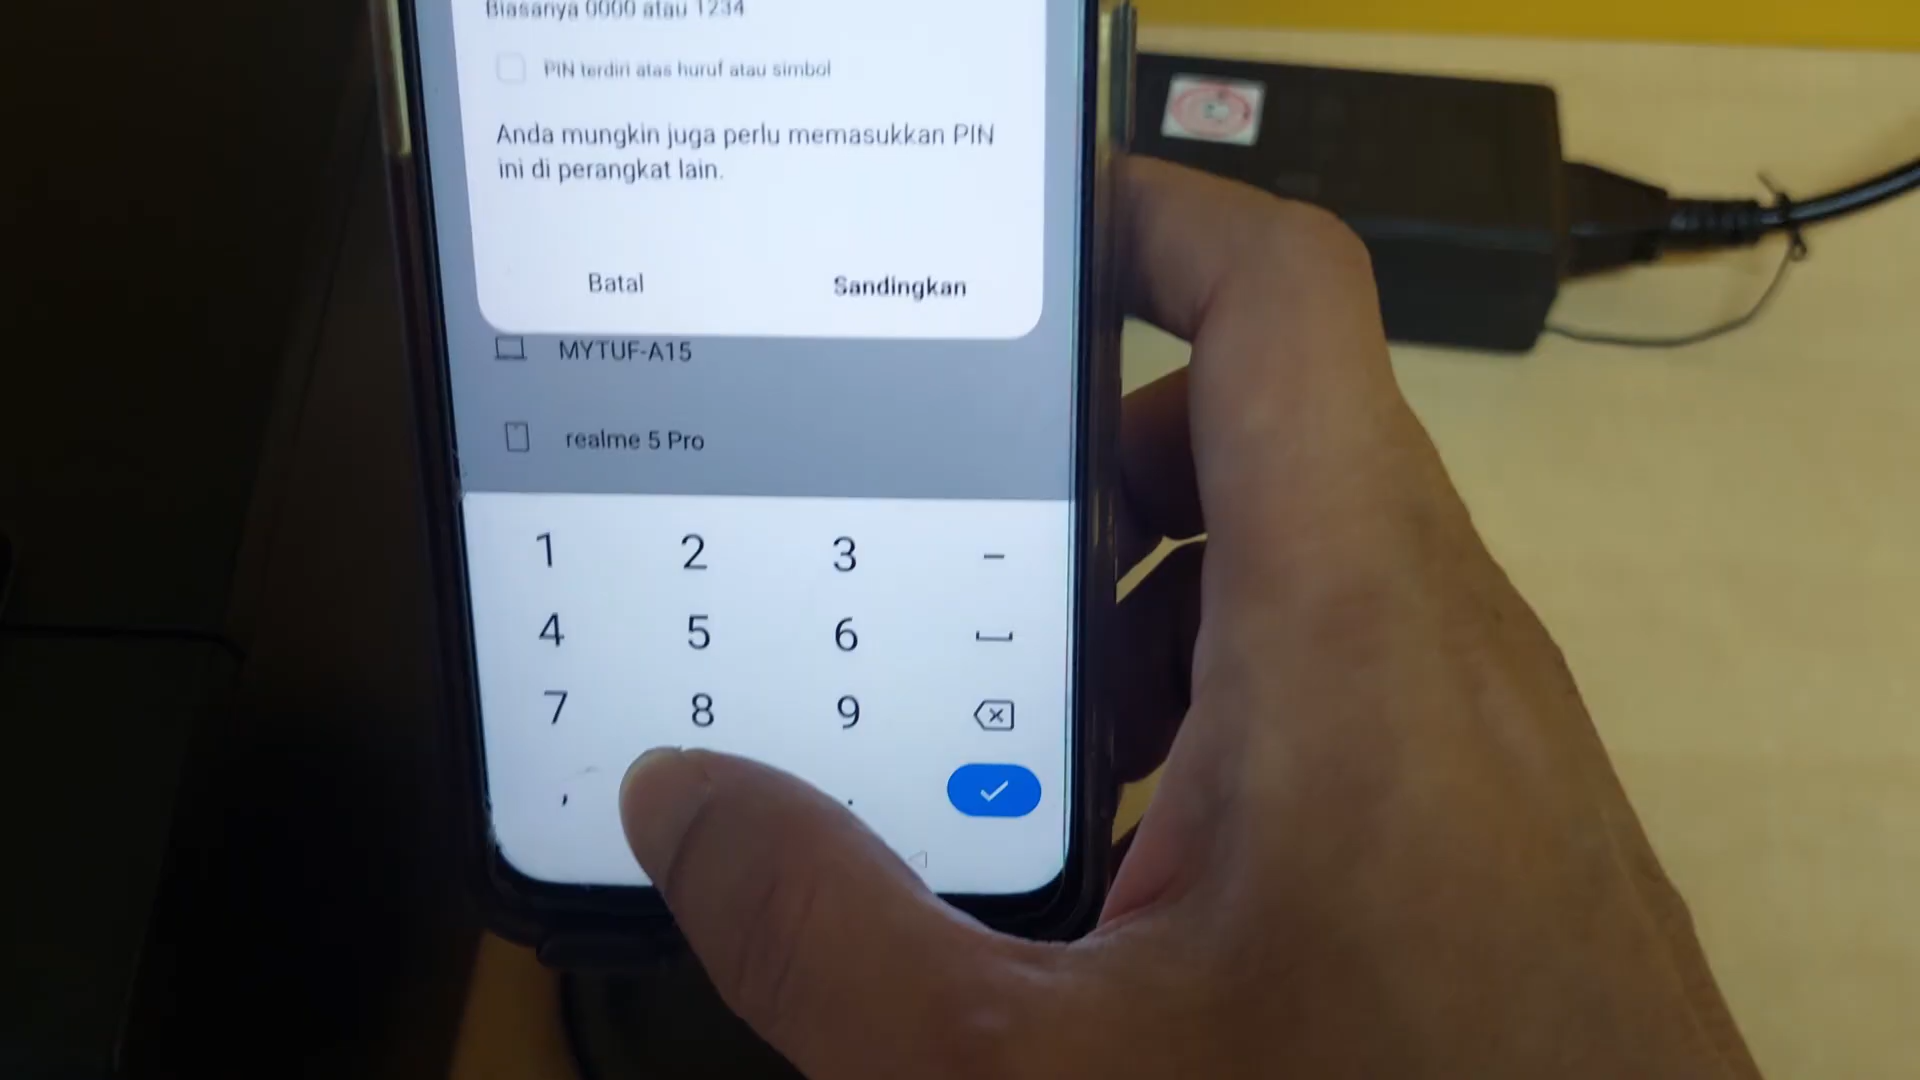 Biasanya 0000 atau 1234
PIN terdiri atas huruf atau simbol
Anda mungkin juga perlu memasukkan PIN
ini di perangkat lain.
Batal Sandingkan
MYTUF-A15
realme 5 Pro
1 2 3 –
4 5 6
7 8 9
, .